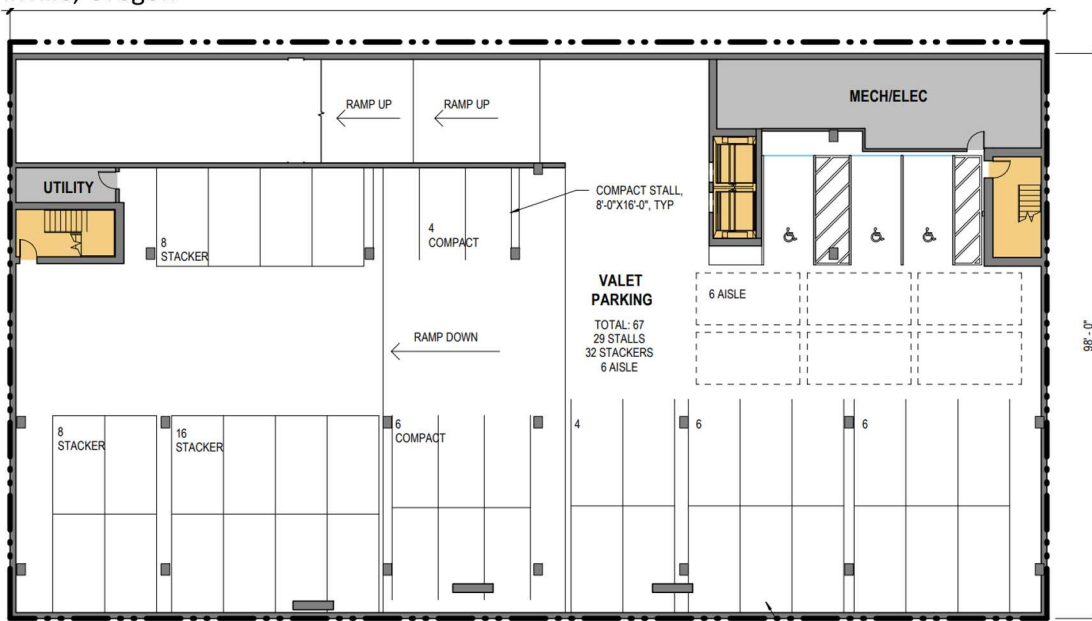 RAMP UP
RAMP UP
MECH/ELEC
UTILITY
COMPACT STALL,
8'-0"X16'-0", TYP
8
STACKER
4
COMPACT
VALET
PARKING
TOTAL: 67
29 STALLS
32 STACKERS
6 AISLE
6 AISLE
RAMP DOWN
98' - 0"
8
STACKER
16
STACKER
6
COMPACT
4
6
6